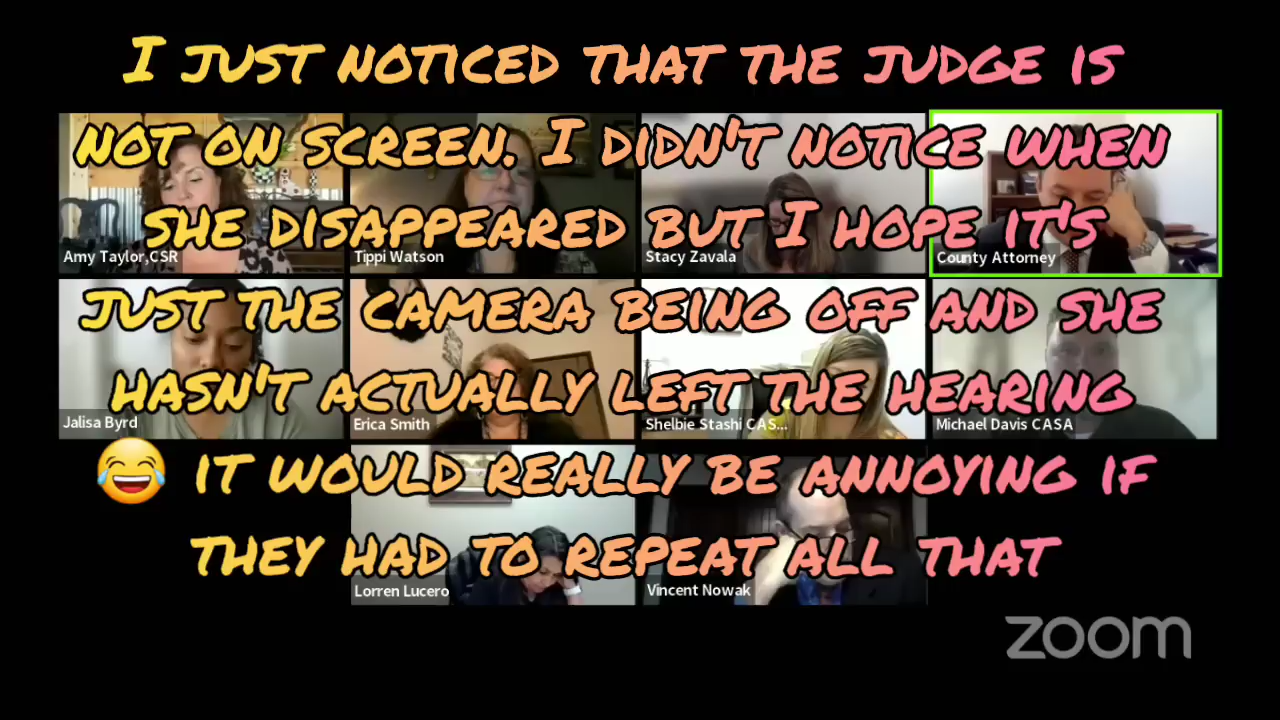 I JUST NOTICED THAT THE JUDGE IS
NOT ON SCREEN. I DIDN'T NOTICE WHEN
SHE DISAPPEARED BUT I HOPE IT'S
Amy Taylor,CSR
Tippi Watson
Stacy Zavala
County Attorney
JUST THE CAMERA BEING OFF AND SHE
HASN'T ACTUALLY LEFT THE HEARING
Jalisa Byrd
Erica Smith
Shelbie Stashi CAS...
Michael Davis CASA
😂 IT WOULD REALLY BE ANNOYING IF
THEY HAD TO REPEAT ALL THAT
Lorren Lucero
Vincent Nowak
zoom